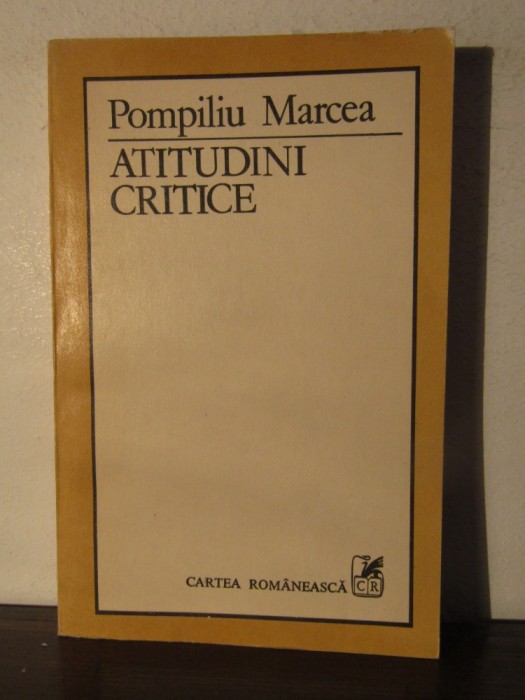 Pompiliu Marcea
ATITUDINI
CRITICE
CARTEA ROMÂNEASCĂ
CR